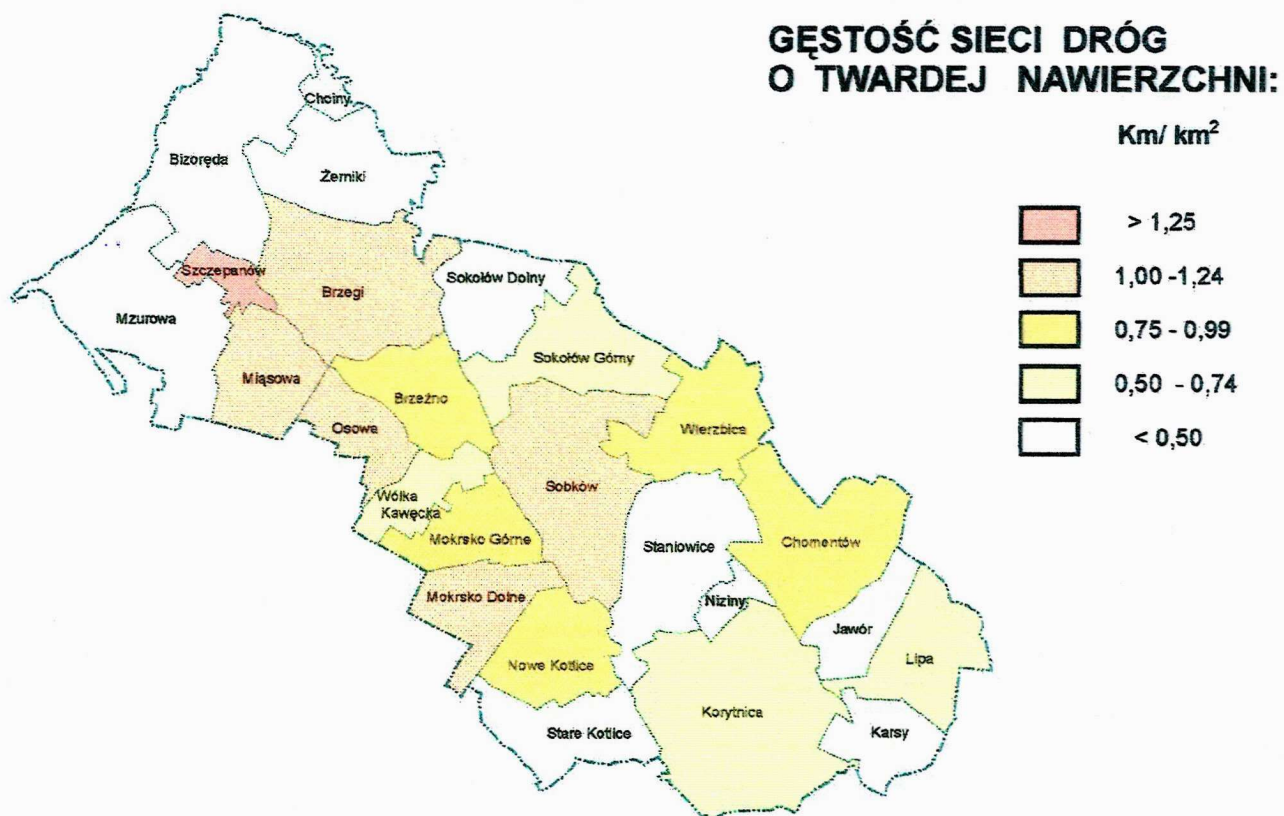 GĘSTOŚĆ SIECI DRÓG
O TWARDEJ NAWIERZCHNI:
Km/ km²
> 1,25
1,00 -1,24
0,75 - 0,99
0,50 - 0,74
< 0,50
Choiny
Bizoręda
Żerniki
Szczepanów
Sokołów Dolny
Brzegi
Mzurowa
Sokołów Górny
Miąsowa
Brzeźno
Osowa
Wierzbica
Sobków
Wólka
Kawęcka
Mokrsko Górne
Staniowice
Chomentów
Mokrsko Dolne
Niziny
Jawór
Nowe Kotlice
Lipa
Korytnica
Stare Kotlice
Karsy